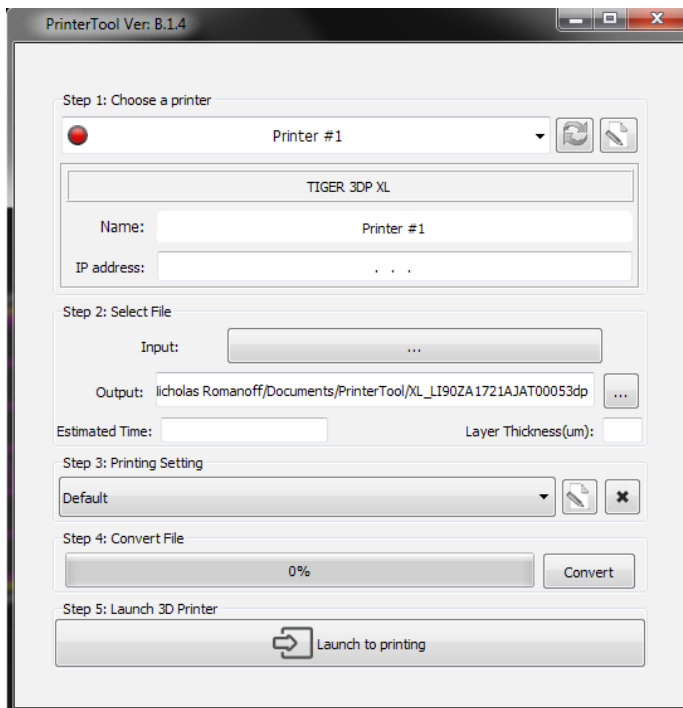 PrinterTool Ver: B.1.4
Step 1: Choose a printer
Printer #1
TIGER 3DP XL
Name: Printer #1
IP address: . . .
Step 2: Select File
Input: ...
Output: licholas Romanoff/Documents/PrinterTool/XL_LI90ZA1721AJAT00053dp ...
Estimated Time: Layer Thickness(um):
Step 3: Printing Setting
Default
Step 4: Convert File
0% Convert
Step 5: Launch 3D Printer
Launch to printing